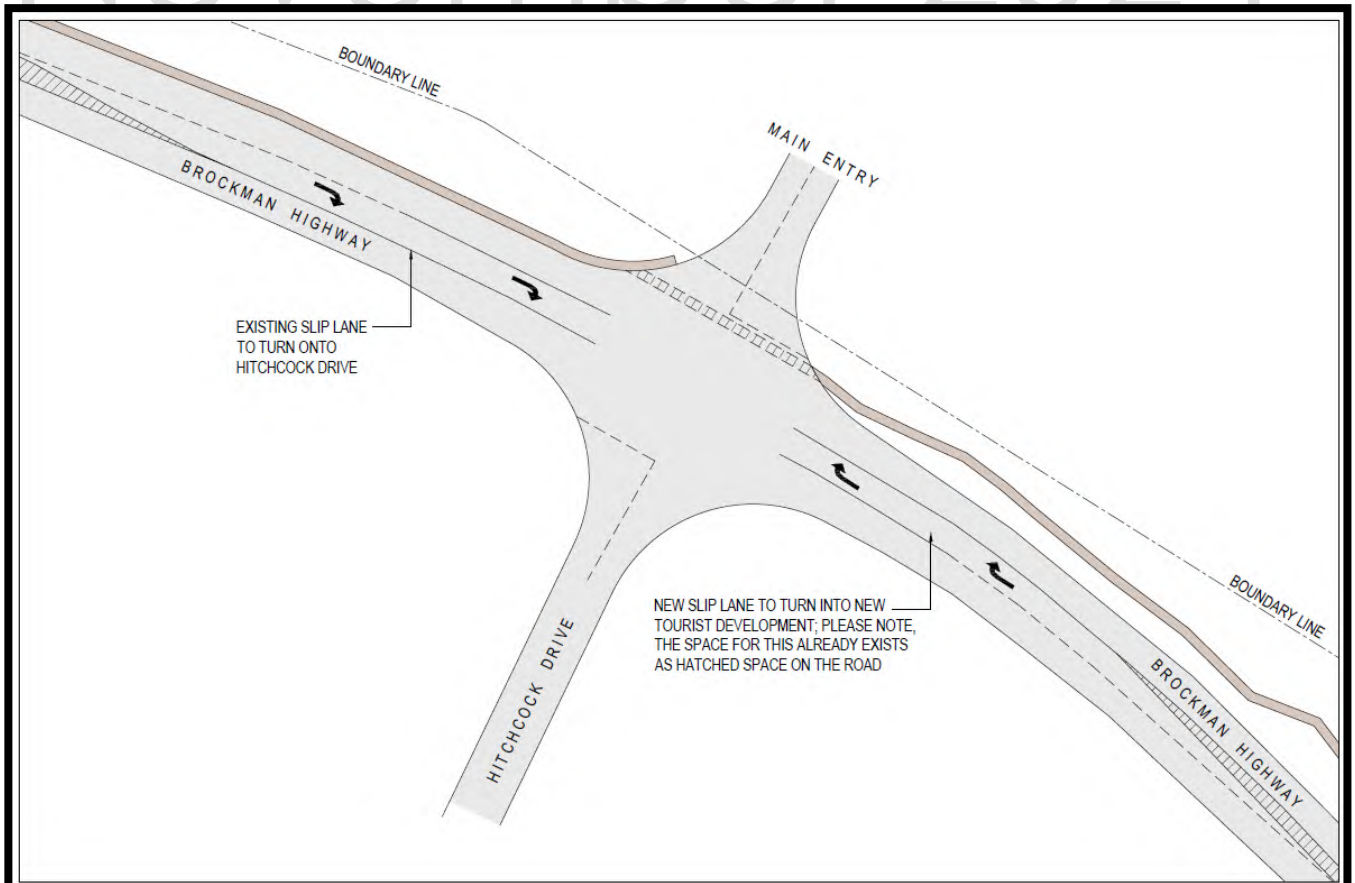 BOUNDARY LINE
MAIN ENTRY
BROCKMAN HIGHWAY
EXISTING SLIP LANE
TO TURN ONTO
HITCHCOCK DRIVE
NEW SLIP LANE TO TURN INTO NEW
TOURIST DEVELOPMENT; PLEASE NOTE,
THE SPACE FOR THIS ALREADY EXISTS
AS HATCHED SPACE ON THE ROAD
BOUNDARY LINE
BROCKMAN HIGHWAY
HITCHCOCK DRIVE